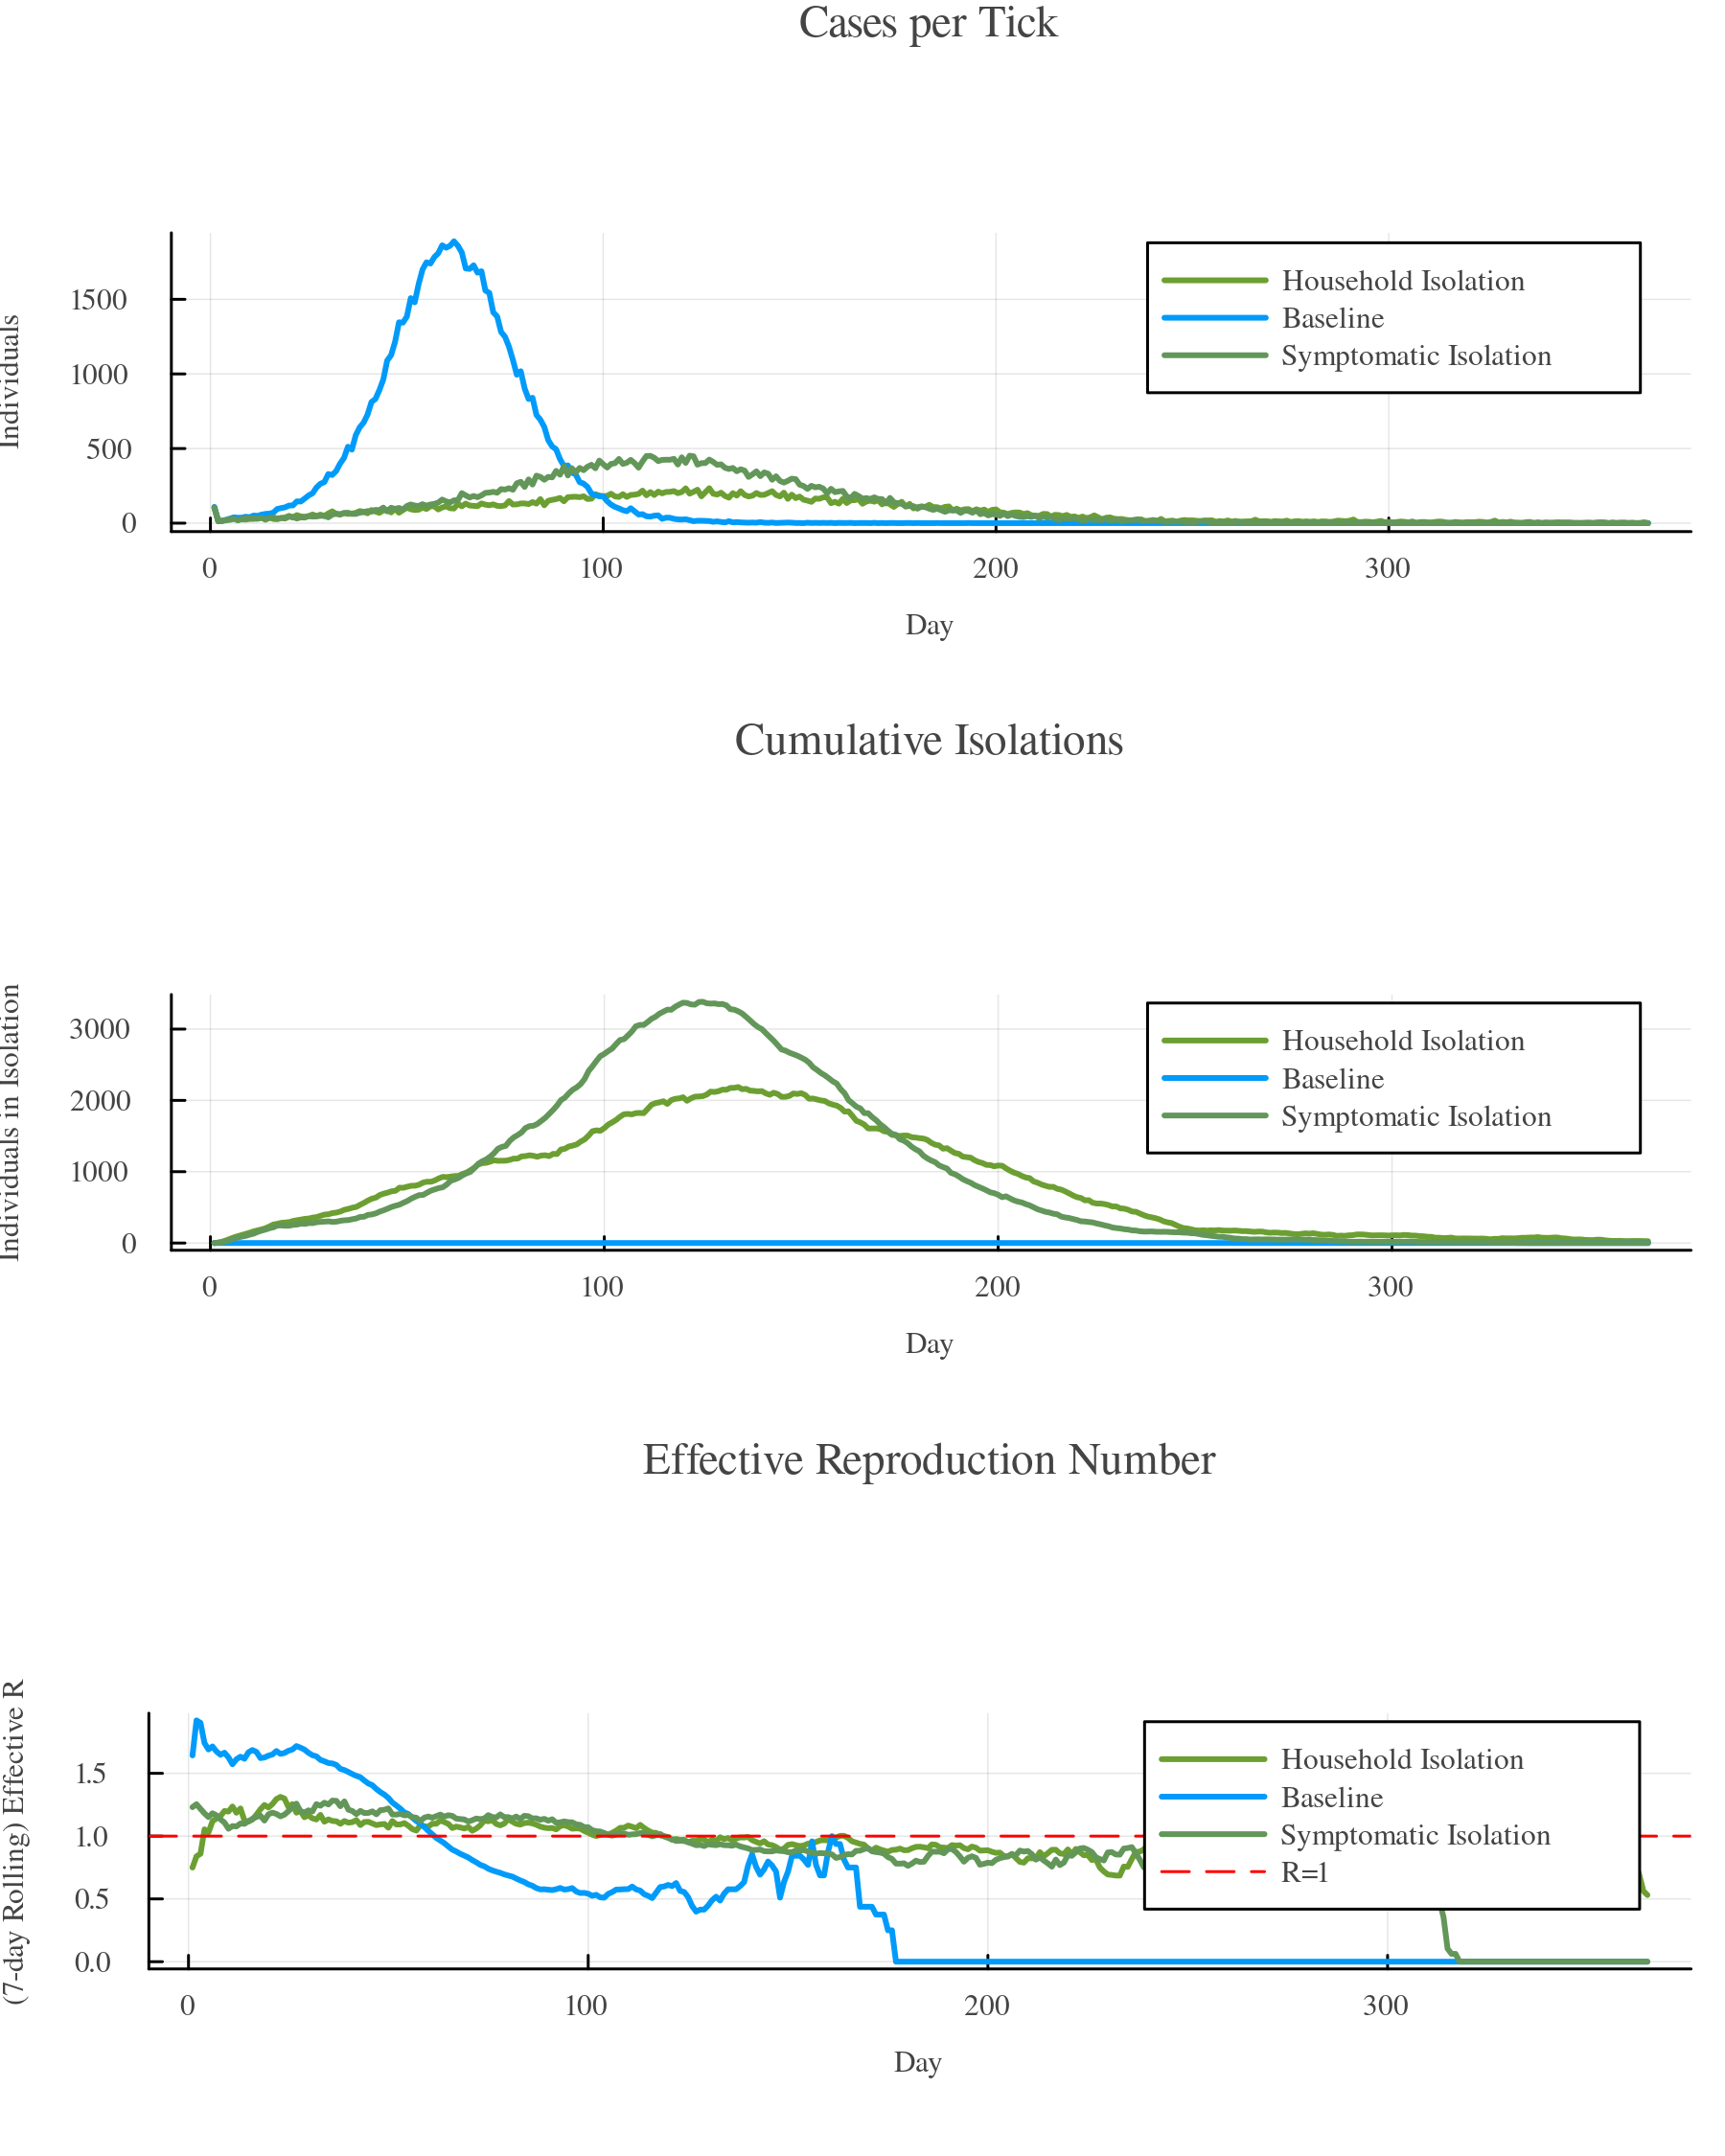 Cases per Tick
Individuals
1500
1000
500
0
Household Isolation
Baseline
Symptomatic Isolation
0 100 200 300
Day
Cumulative Isolations
Individuals in Isolation
3000
2000
1000
0
Household Isolation
Baseline
Symptomatic Isolation
0 100 200 300
Day
Effective Reproduction Number
(7-day Rolling) Effective R
1.5
1.0
0.5
0.0
Household Isolation
Baseline
Symptomatic Isolation
R=1
0 100 200 300
Day